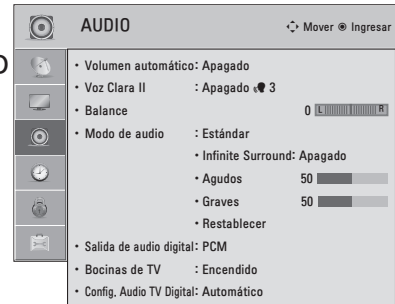 AUDIO Mover Ingresar
• Volumen automático: Apagado
• Voz Clara II : Apagado 3
• Balance 0 L R
• Modo de audio : Estándar
• Infinite Surround: Apagado
• Agudos 50
• Graves 50
• Restablecer
• Salida de audio digital: PCM
• Bocinas de TV : Encendido
• Config, Audio TV Digital: Automático